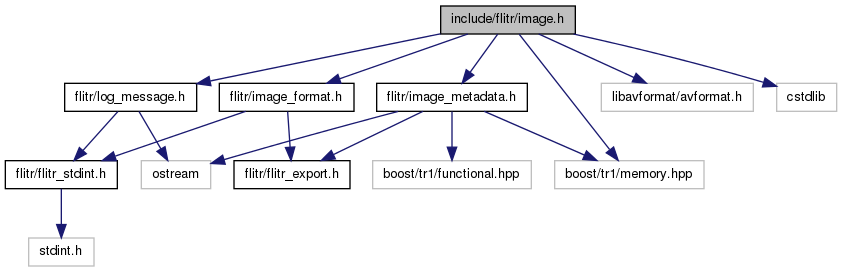 include/flitr/image.h
flitr/log_message.h
flitr/image_format.h
flitr/image_metadata.h
libavformat/avformat.h
cstdlib
flitr/flitr_stdint.h
ostream
flitr/flitr_export.h
boost/tr1/functional.hpp
boost/tr1/memory.hpp
stdint.h